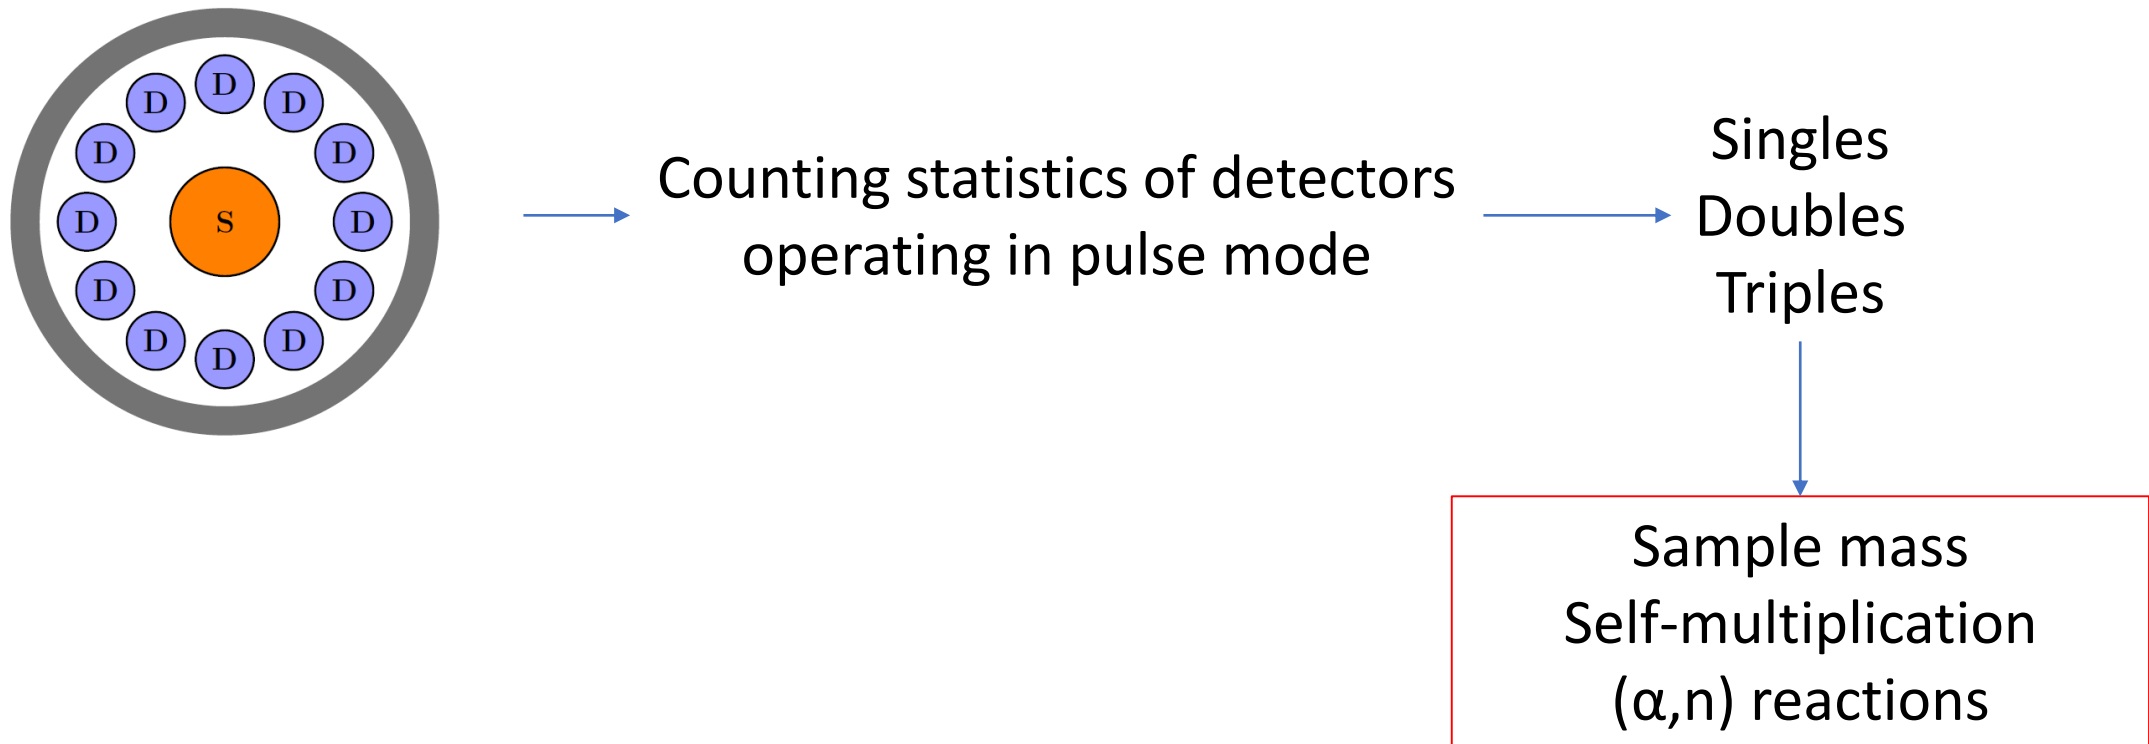 D
D
D
D
D
D
S
D
D
D
D
D
D
Counting statistics of detectors
operating in pulse mode
Singles
Doubles
Triples
Sample mass
Self-multiplication
(α,n) reactions